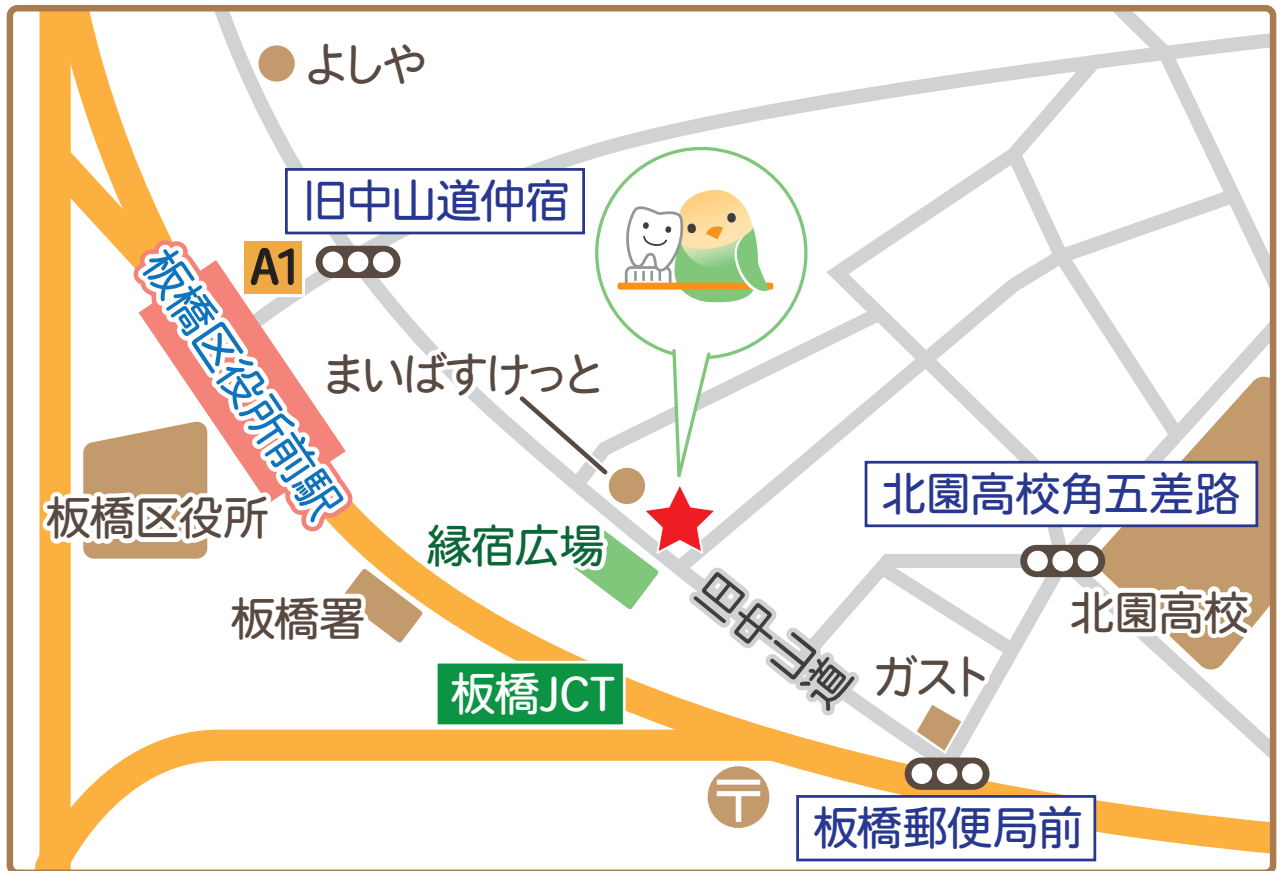 よしや
旧中山道仲宿
A1
板橋区役所前駅
まいばすけっと
北園高校角五差路
板橋区役所
縁宿広場
板橋署
旧中山道
北園高校
ガスト
板橋JCT
〒
板橋郵便局前